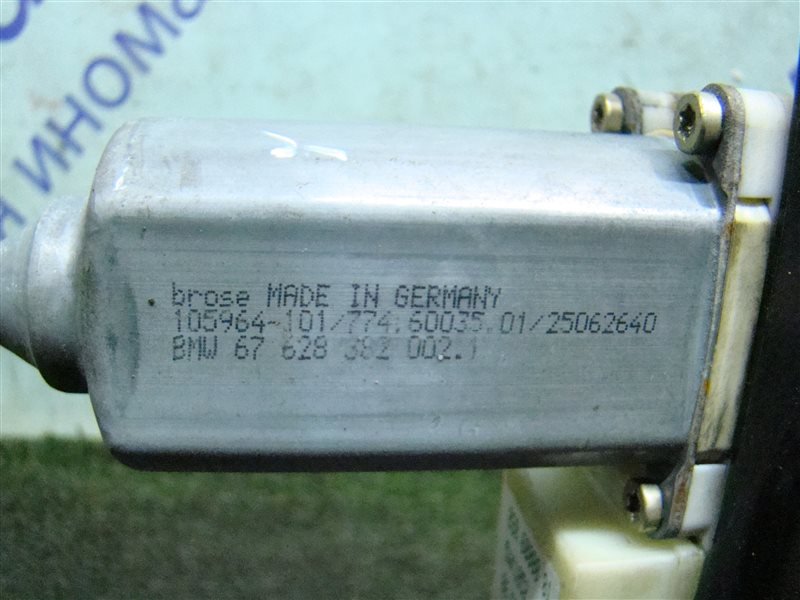 brose MADE IN GERMANY
105964-101/774.60035.01/25062640
BMW 67 628 382 002.1